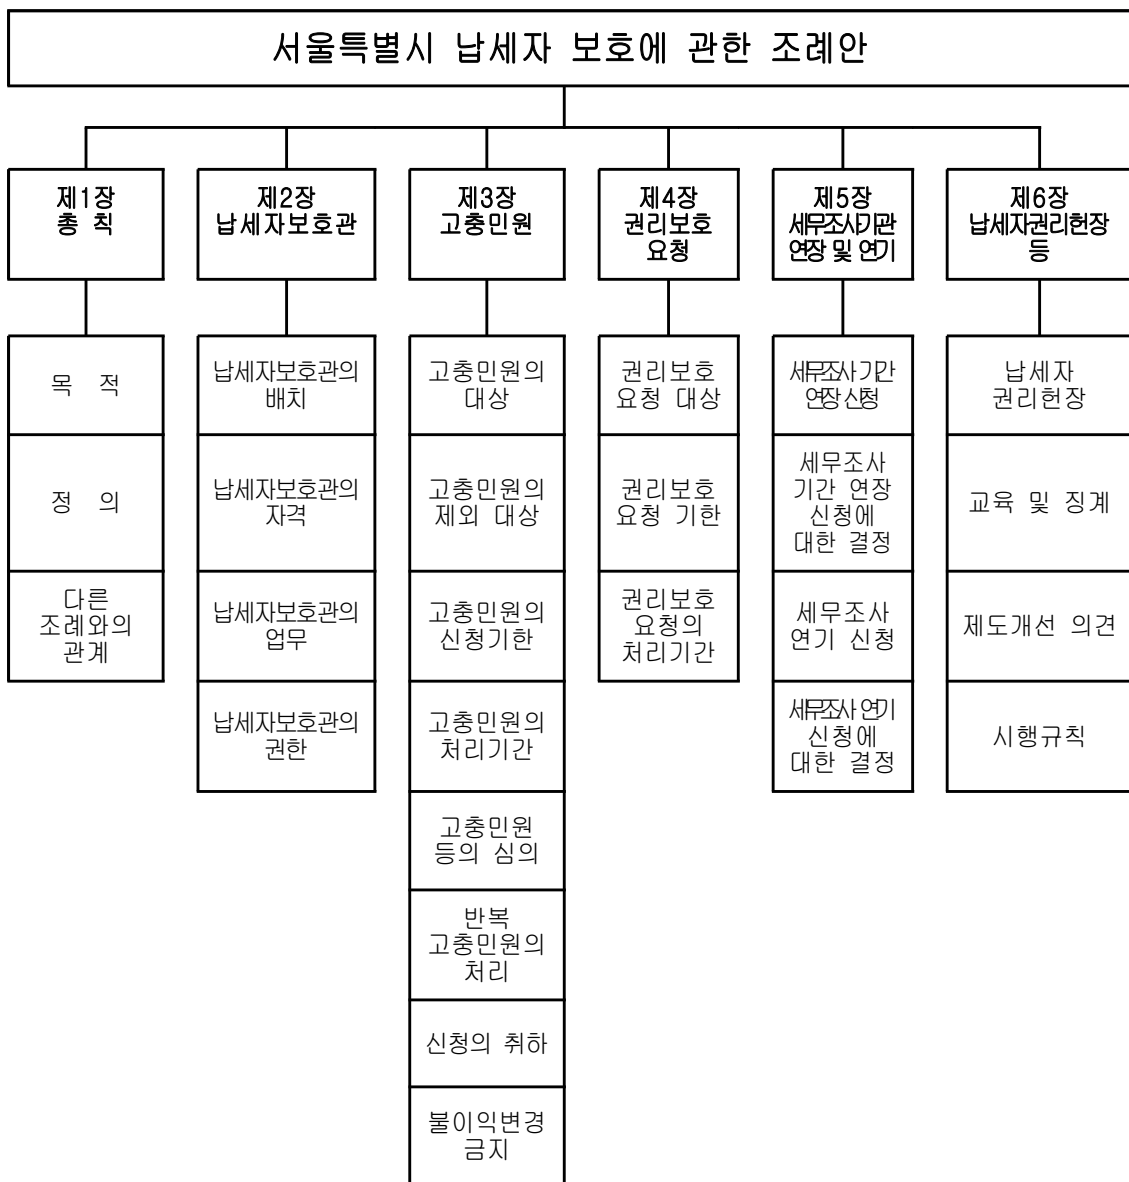 서울특별시 납세자 보호에 관한 조례안
제1장
총 칙
제2장
납세자보호관
제3장
고충민원
제4장
권리보호
요청
제5장
세무조사기관
연장 및 연기
제6장
납세자권리헌장
등
목 적
정 의
다른
조례와의
관계
납세자보호관의
배치
납세자보호관의
자격
납세자보호관의
업무
납세자보호관의
권한
고충민원의
대상
고충민원의
제외 대상
고충민원의
신청기한
고충민원의
처리기간
고충민원
등의 심의
반복
고충민원의
처리
신청의 취하
불이익변경
금지
권리보호
요청 대상
권리보호
요청 기한
권리보호
요청의
처리기간
세무조사 기간
연장 신청
세무조사
기간 연장
신청에
대한 결정
세무조사
연기 신청
세무조사 연기
신청에
대한 결정
납세자
권리헌장
교육 및 징계
제도개선 의견
시행규칙